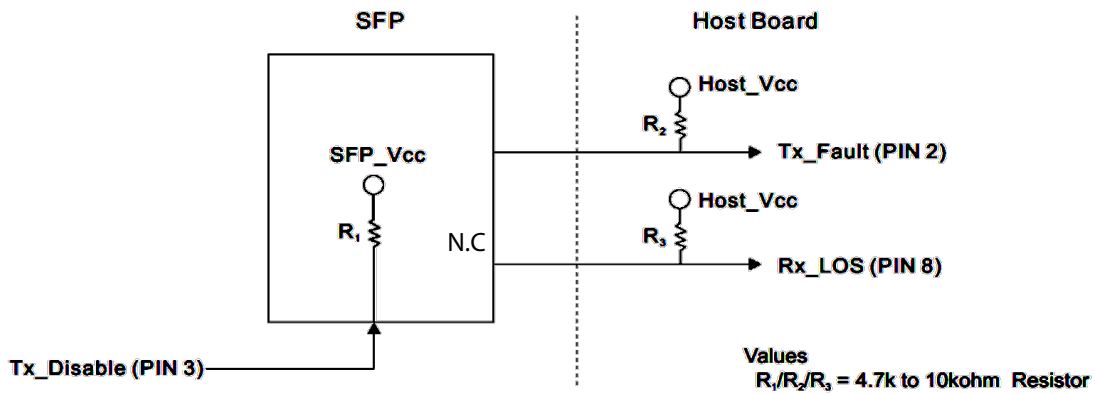 SFP
Host Board
Host_Vcc
R2
Tx_Fault (PIN 2)
SFP_Vcc
Host_Vcc
R1
N.C
R3
Rx_LOS (PIN 8)
Tx_Disable (PIN 3)
Values
R1/R2/R3 = 4.7k to 10kohm Resistor